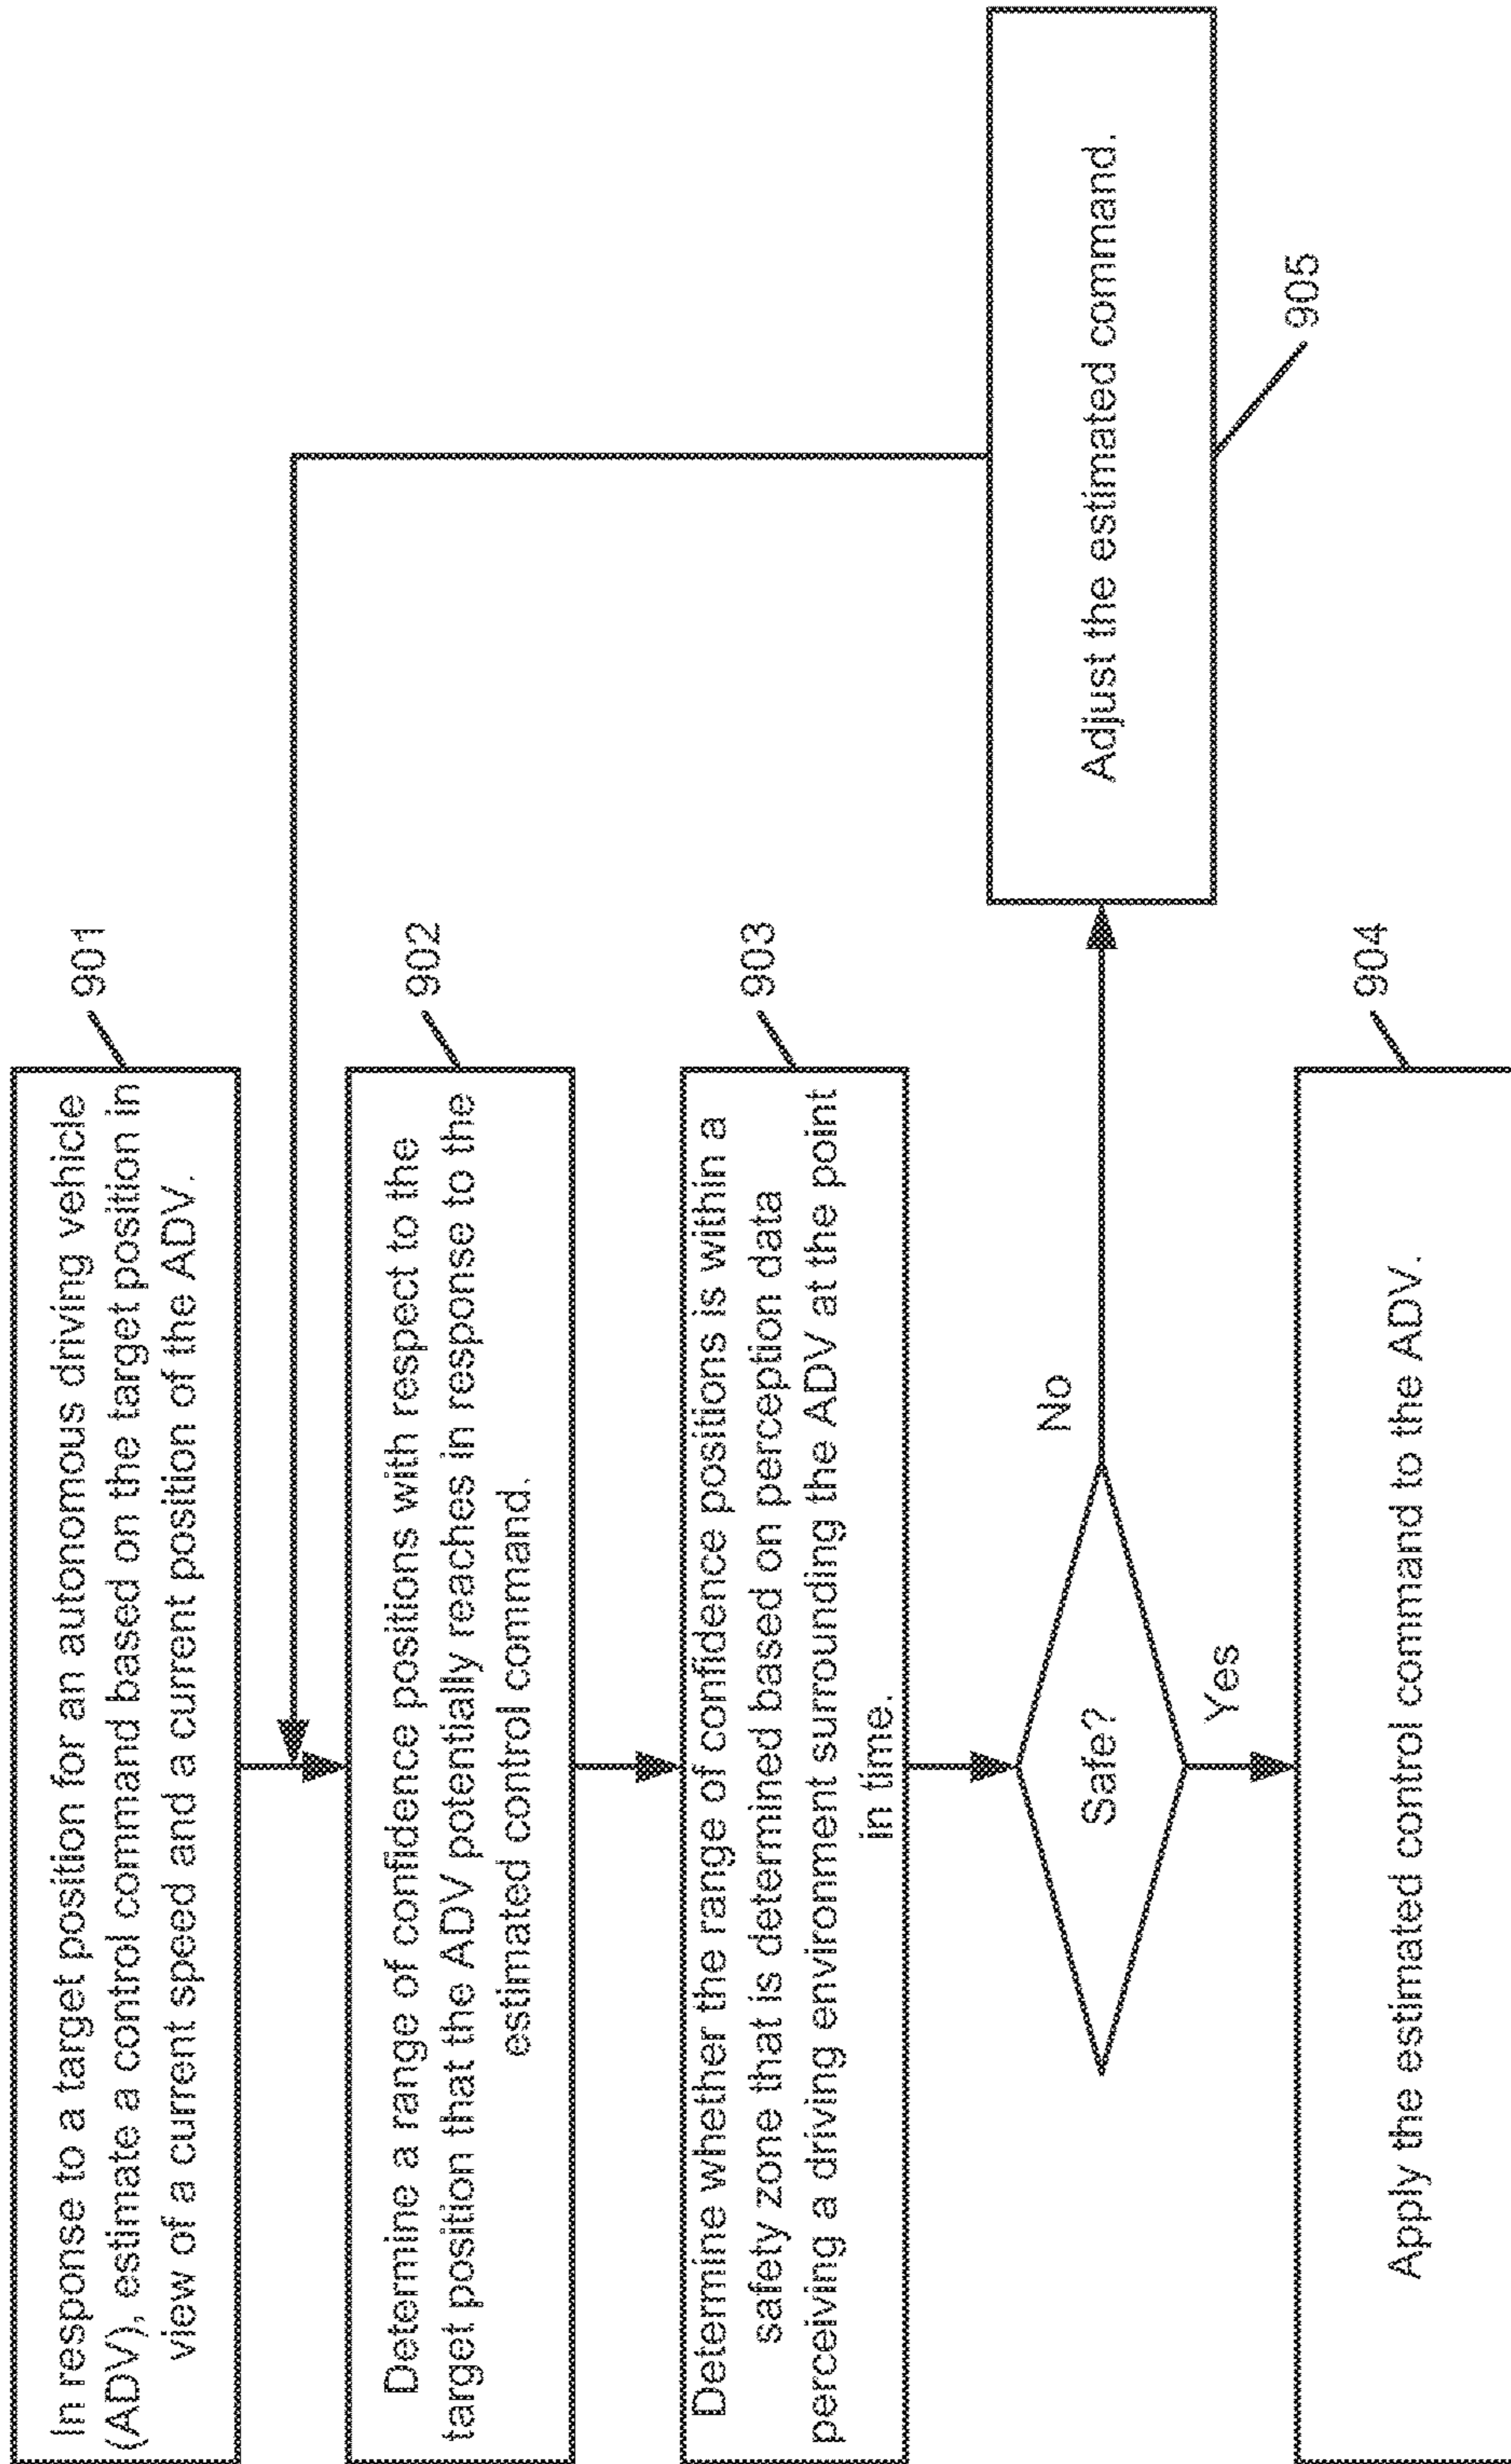 In response to a target position for an autonomous driving vehicle
(ADV), estimate a control command based on the target position in
view of a current speed and a current position of the ADV.
901
Determine a range of confidence positions with respect to the
target position that the ADV potentially reaches in response to the
estimated control command.
902
Determine whether the range of confidence positions is within a
safety zone that is determined based on perception data
perceiving a driving environment surrounding the ADV at the point
in time.
903
Safe?
No
Yes
Adjust the estimated command.
905
Apply the estimated control command to the ADV.
904